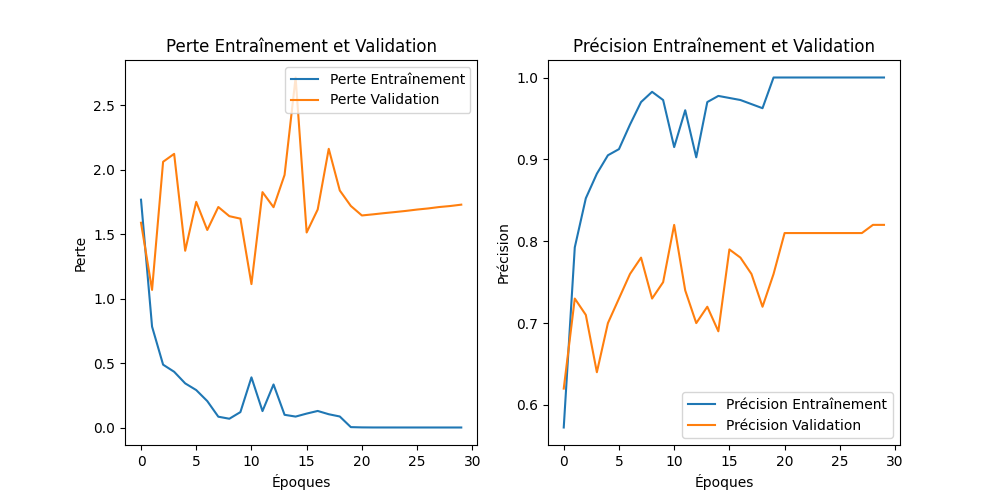 Perte Entraînement et Validation
Perte Entraînement
Perte Validation
Perte
2.5
2.0
1.5
1.0
0.5
0.0
0 5 10 15 20 25 30
Époques
Précision Entraînement et Validation
Précision
1.0
0.9
0.8
0.7
0.6
Précision Entraînement
Précision Validation
0 5 10 15 20 25 30
Époques